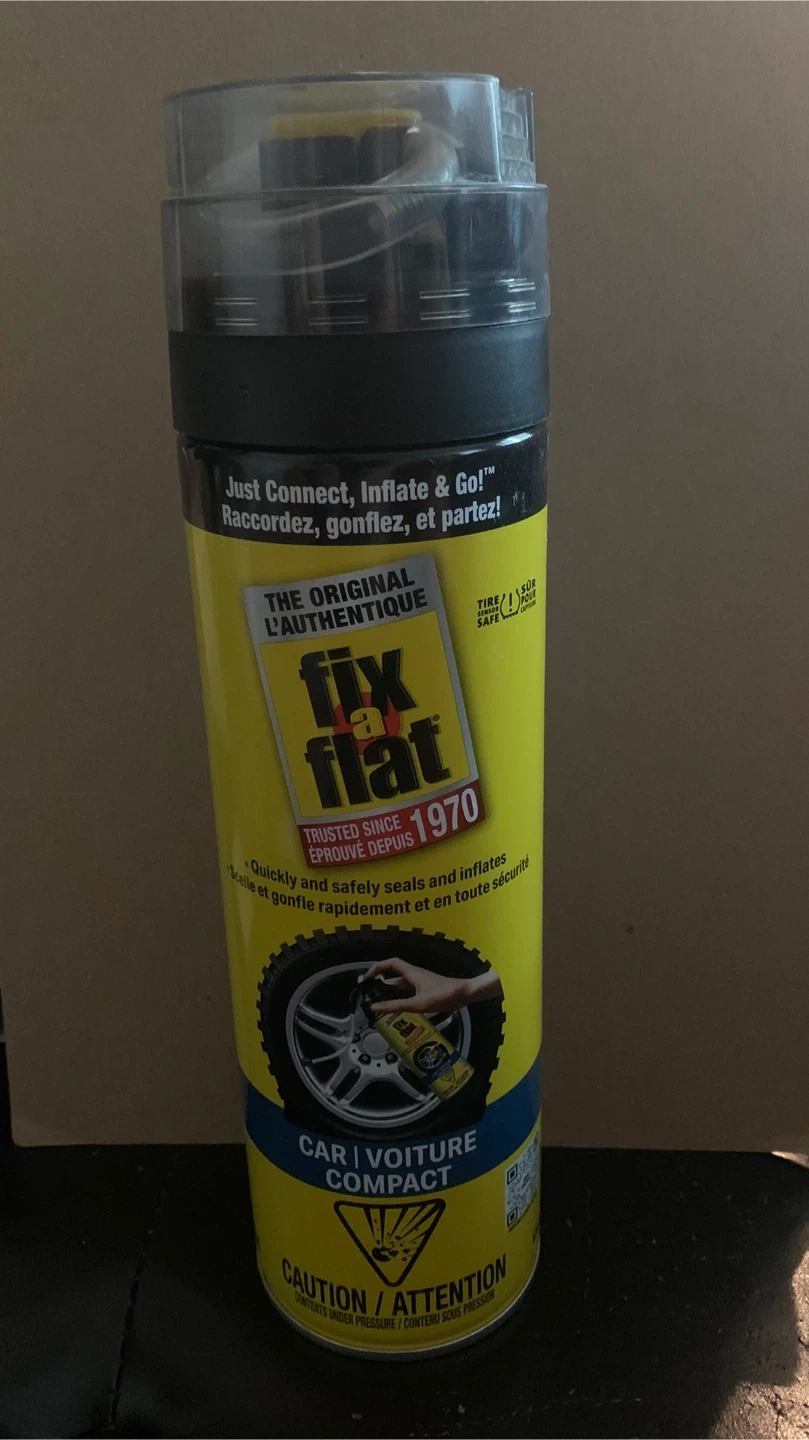 Just Connect, Inflate & Go!™
Raccordez, gonflez, et partez!
THE ORIGINAL
L'AUTHENTIQUE
fix
a
flat®
TRUSTED SINCE
ÉPROUVÉ DEPUIS
1970
TIRE
SENSOR
SAFE
SÛR
POUR
CAPTEURS
• Quickly and safely seals and inflates
• Scelle et gonfle rapidement et en toute sécurité
fix
a
flat
CAR | VOITURE
COMPACT
CAUTION / ATTENTION
CONTENTS UNDER PRESSURE / CONTENU SOUS PRESSION